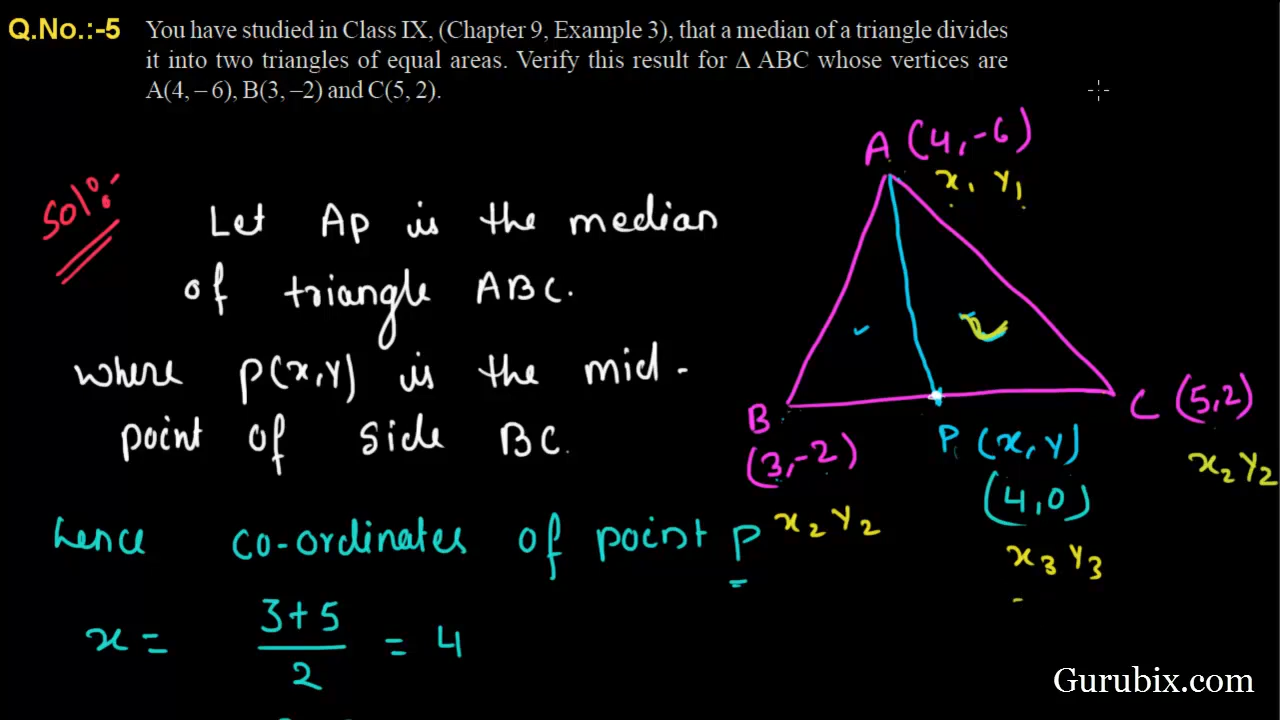 Q.No.:-5
You have studied in Class IX, (Chapter 9, Example 3), that a median of a triangle divides
it into two triangles of equal areas. Verify this result for Δ ABC whose vertices are
A(4, – 6), B(3, –2) and C(5, 2).
Sol:-
Let AP is the median
of triangle ABC.
where P(x,y) is the mid-
point of side BC.
hence co-ordinates of point P
x = 3+5/2 = 4
A (4,-6)
x1 y1
B
(3,-2)
x2 y2
P (x,y)
(4,0)
x3 y3
C (5,2)
x2 y2
Gurubix.com